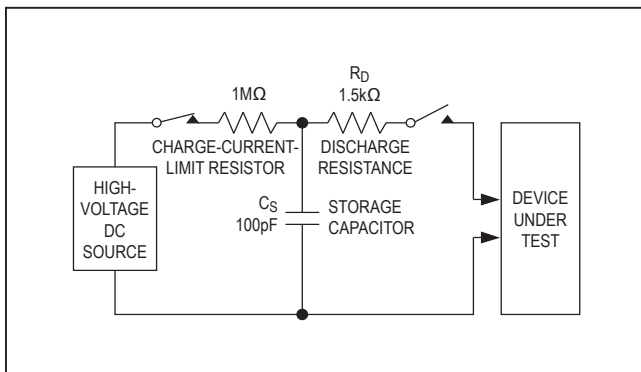 R_D
1MΩ
1.5kΩ
CHARGE-CURRENT-
LIMIT RESISTOR
DISCHARGE
RESISTANCE
HIGH-
VOLTAGE
DC
SOURCE
C_S
100pF
STORAGE
CAPACITOR
DEVICE
UNDER
TEST